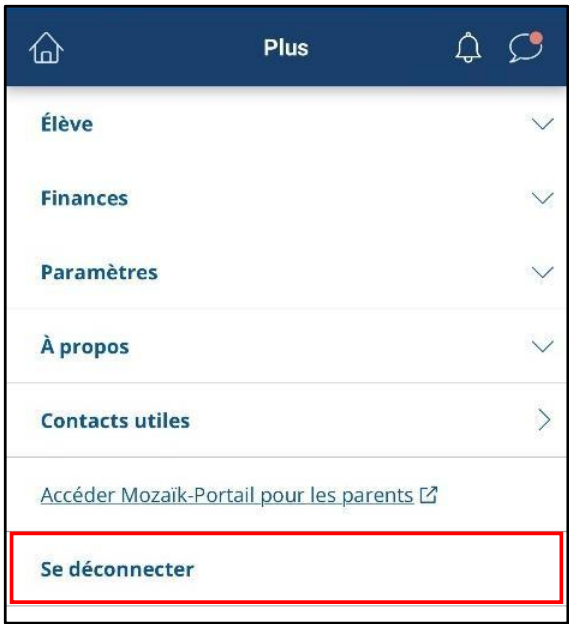 Plus
Élève
Finances
Paramètres
À propos
Contacts utiles
Accéder Mozaïk-Portail pour les parents
Se déconnecter